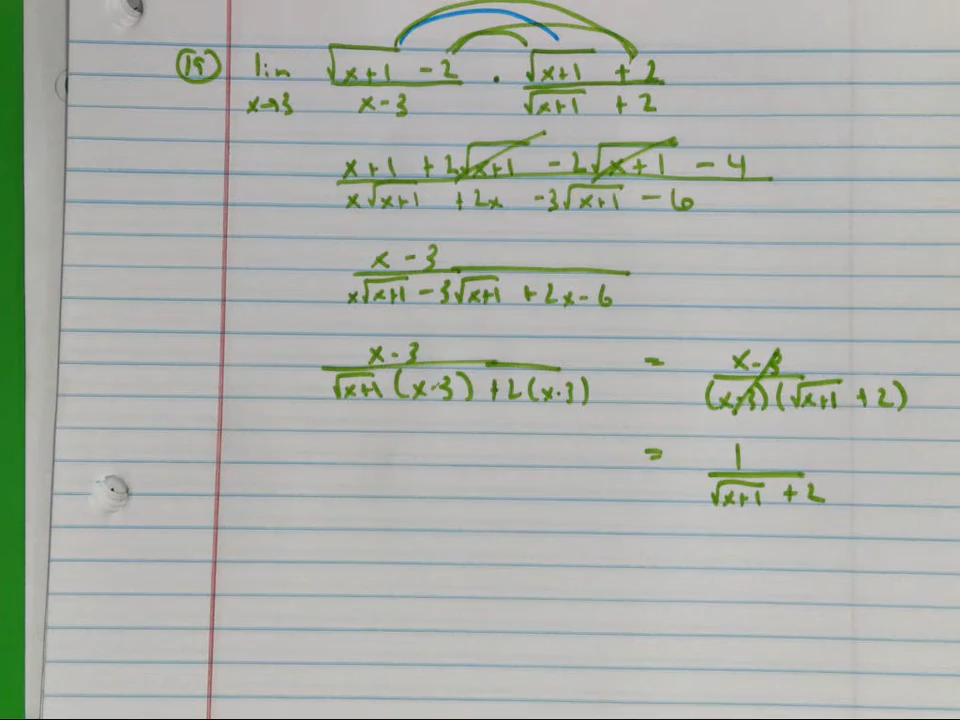 (19) lim x→3 (√(x+1) - 2)/(x-3) · (√(x+1) + 2)/(√(x+1) + 2)
(x+1 + 2√(x+1) - 2√(x+1) - 4)/(x√(x+1) + 2x - 3√(x+1) - 6)
(x - 3)/(x√(x+1) - 3√(x+1) + 2x - 6)
(x - 3)/(√(x+1) (x-3) + 2(x-3)) = (x-3)/((x-3)(√(x+1) + 2))
= 1/(√(x+1) + 2)